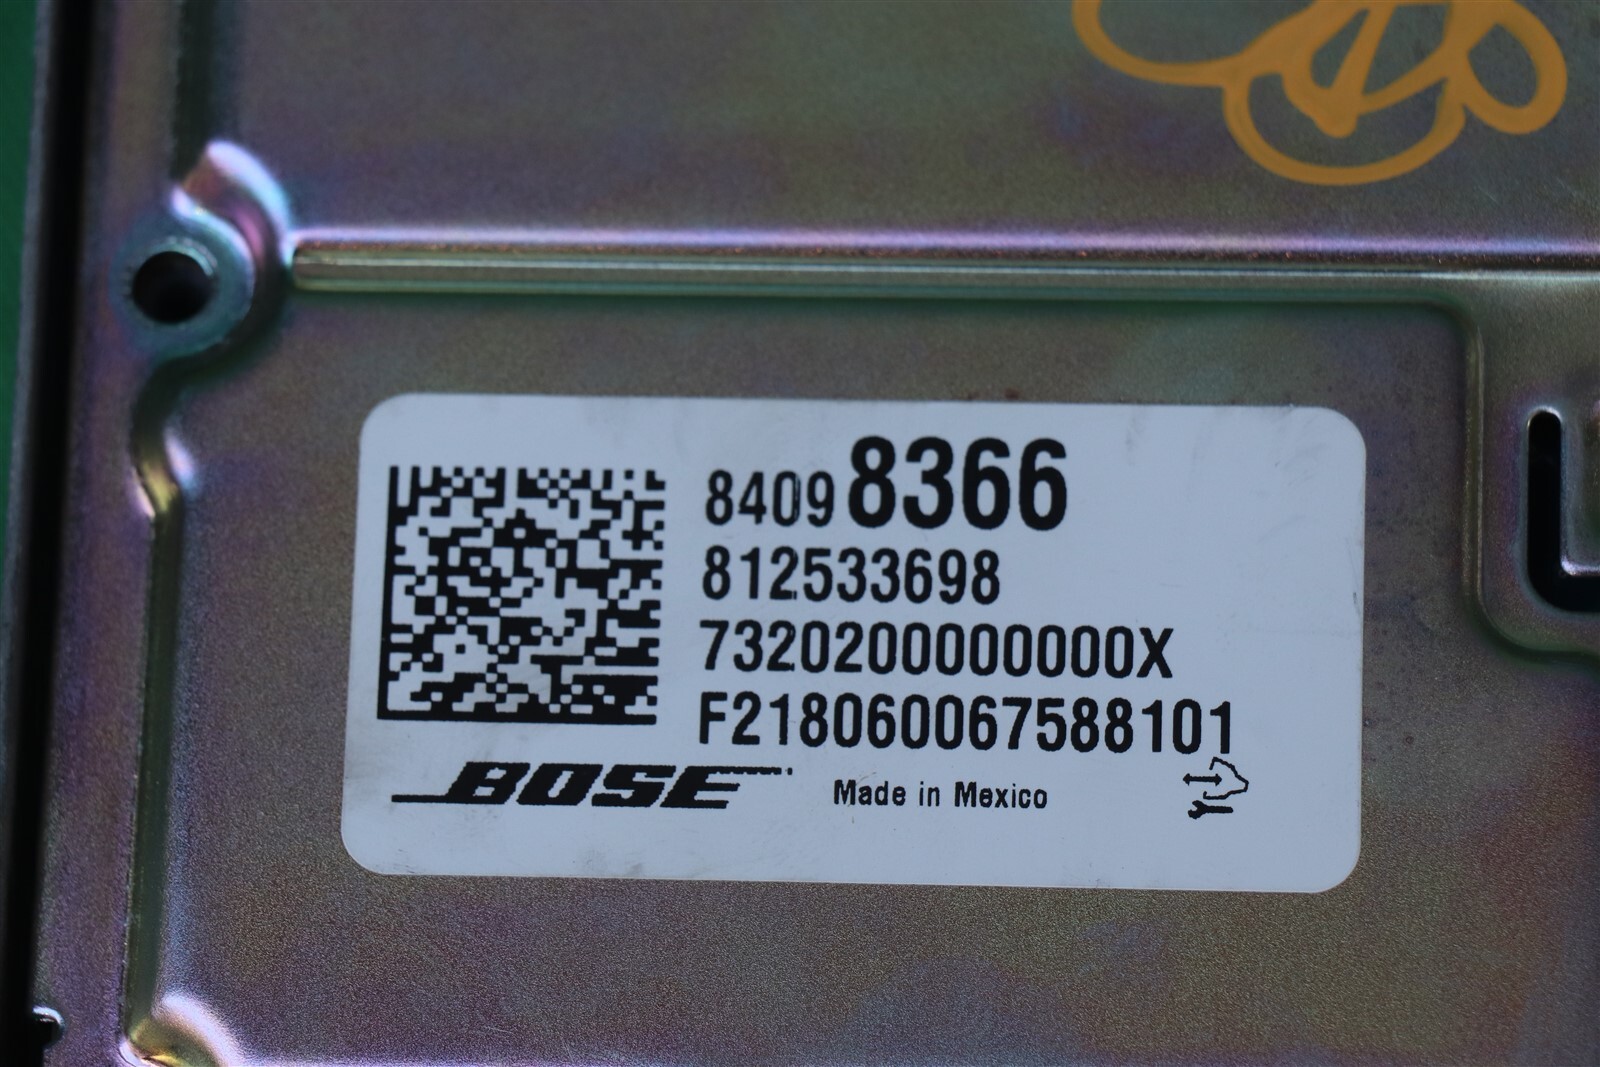 84098366
812533698
7320200000000X
F218060067588101
BOSE
Made in Mexico